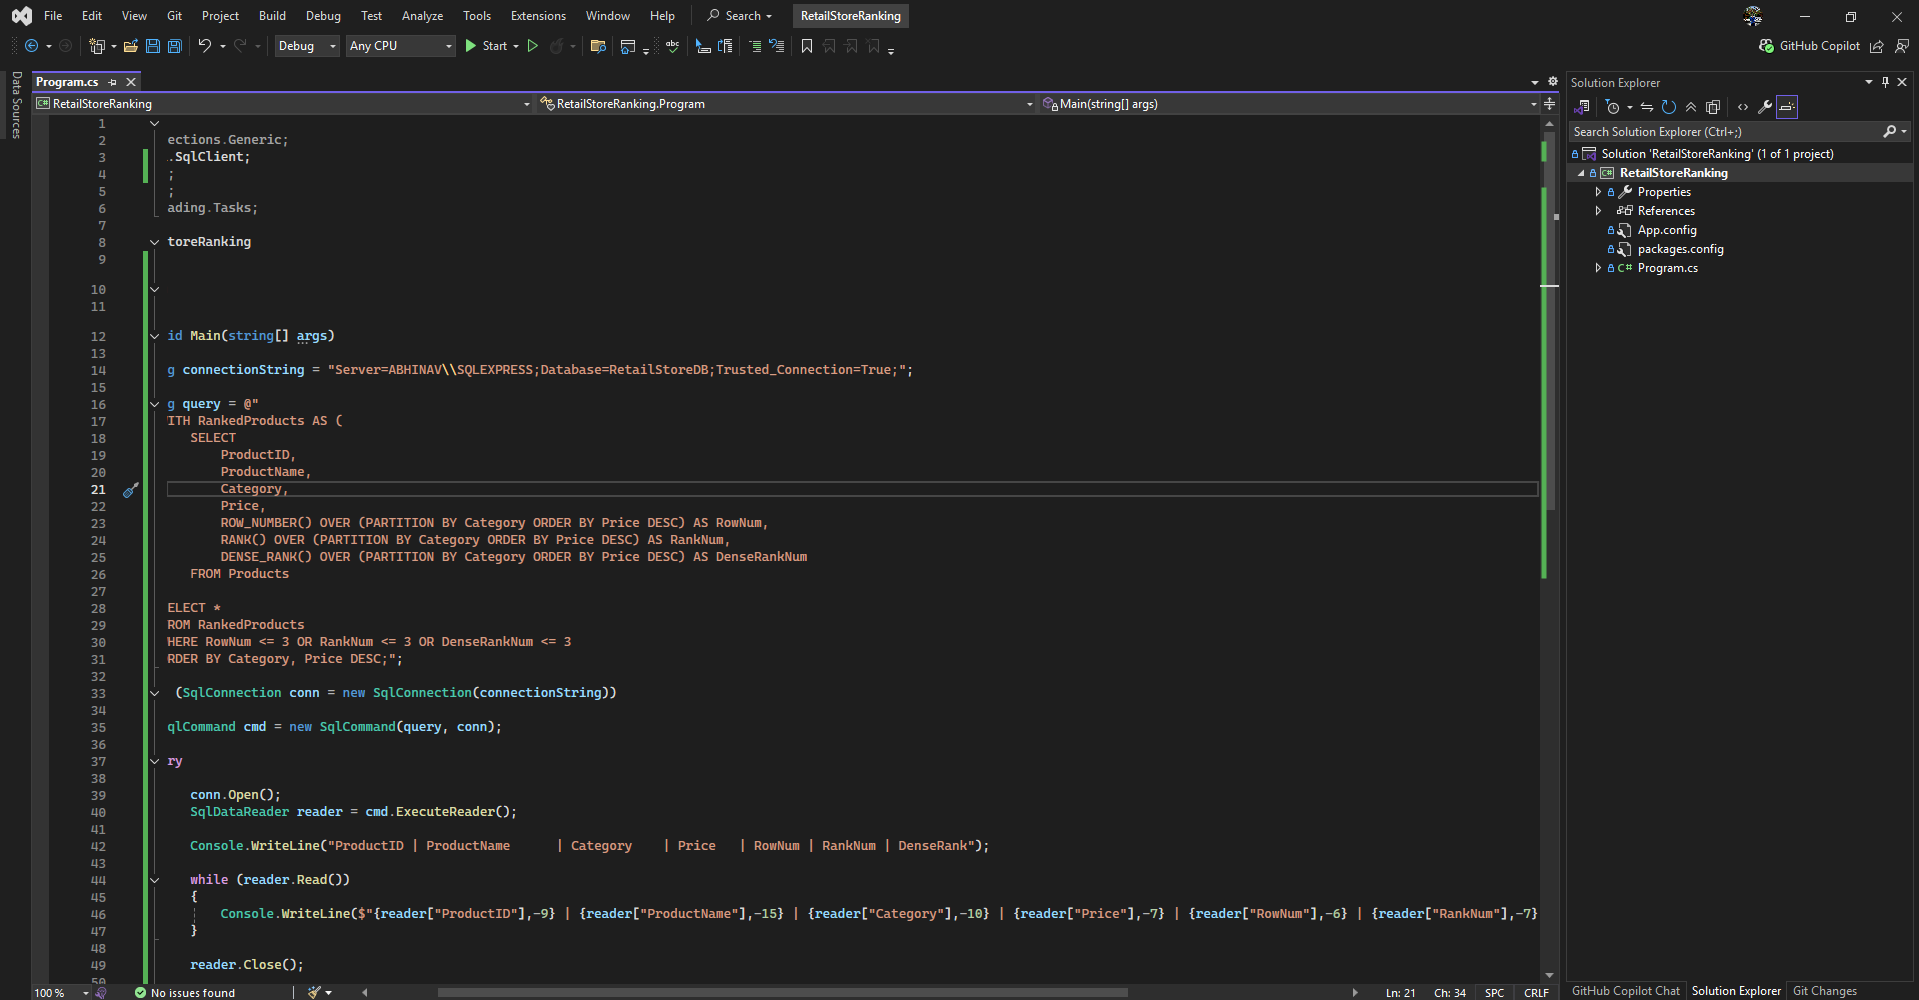 File Edit View Git Project Build Debug Test Analyze Tools Extensions Window Help Search RetailStoreRanking
Debug Any CPU Start GitHub Copilot
Data Sources
Program.cs
C# RetailStoreRanking RetailStoreRanking.Program Main(string[] args)
1
2 ections.Generic;
3 .SqlClient;
4 ;
5 ;
6 ading.Tasks;
7
8 toreRanking
9
10
11
12 id Main(string[] args)
13
14 g connectionString = "Server=ABHINAV\\SQLEXPRESS;Database=RetailStoreDB;Trusted_Connection=True;";
15
16 g query = @"
17 ITH RankedProducts AS (
18 SELECT
19 ProductID,
20 ProductName,
21 Category,
22 Price,
23 ROW_NUMBER() OVER (PARTITION BY Category ORDER BY Price DESC) AS RowNum,
24 RANK() OVER (PARTITION BY Category ORDER BY Price DESC) AS RankNum,
25 DENSE_RANK() OVER (PARTITION BY Category ORDER BY Price DESC) AS DenseRankNum
26 FROM Products
27
28 ELECT *
29 ROM RankedProducts
30 HERE RowNum <= 3 OR RankNum <= 3 OR DenseRankNum <= 3
31 RDER BY Category, Price DESC;";
32
33 (SqlConnection conn = new SqlConnection(connectionString))
34
35 qlCommand cmd = new SqlCommand(query, conn);
36
37 ry
38
39 conn.Open();
40 SqlDataReader reader = cmd.ExecuteReader();
41
42 Console.WriteLine("ProductID | ProductName | Category | Price | RowNum | RankNum | DenseRank");
43
44 while (reader.Read())
45 {
46 Console.WriteLine($"{reader["ProductID"],-9} | {reader["ProductName"],-15} | {reader["Category"],-10} | {reader["Price"],-7} | {reader["RowNum"],-6} | {reader["RankNum"],-7}
47 }
48
49 reader.Close();
50
100 % No issues found Ln: 21 Ch: 34 SPC CRLF
Solution Explorer
Search Solution Explorer (Ctrl+;)
Solution 'RetailStoreRanking' (1 of 1 project)
C# RetailStoreRanking
Properties
References
App.config
packages.config
C# Program.cs
GitHub Copilot Chat Solution Explorer Git Changes